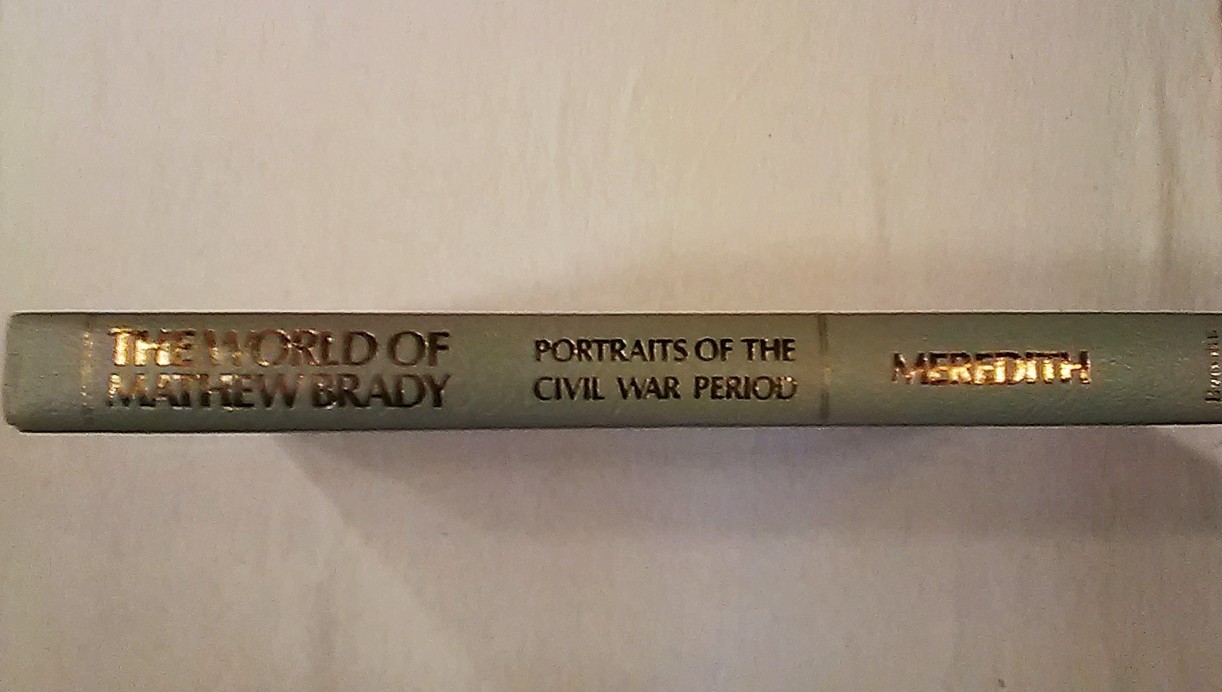 THE WORLD OF
MATHEW BRADY
PORTRAITS OF THE
CIVIL WAR PERIOD
MEREDITH